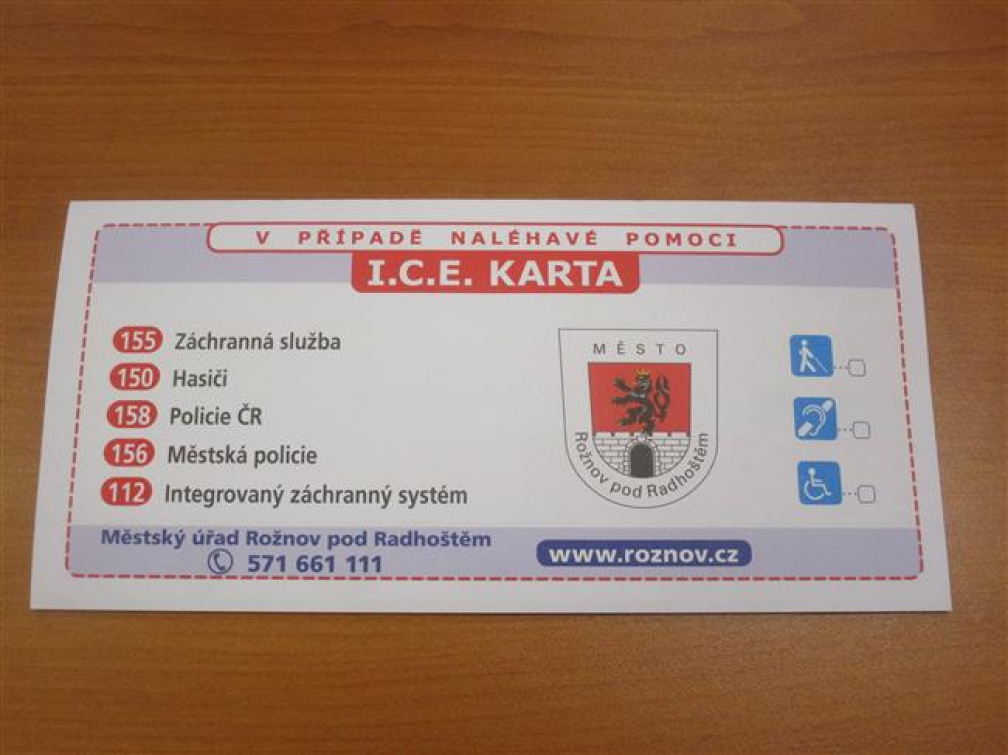 V PŘÍPADĚ NALÉHAVÉ POMOCI
I.C.E. KARTA
155 Záchranná služba
150 Hasiči
158 Policie ČR
156 Městská policie
112 Integrovaný záchranný systém
MĚSTO
Rožnov pod Radhoštěm
Městský úřad Rožnov pod Radhoštěm
571 661 111
www.roznov.cz